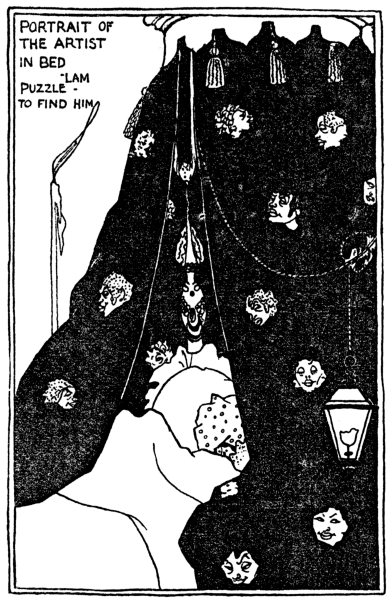 PORTRAIT OF
THE ARTIST
IN BED
-LAM
PUZZLE -
TO FIND HIM